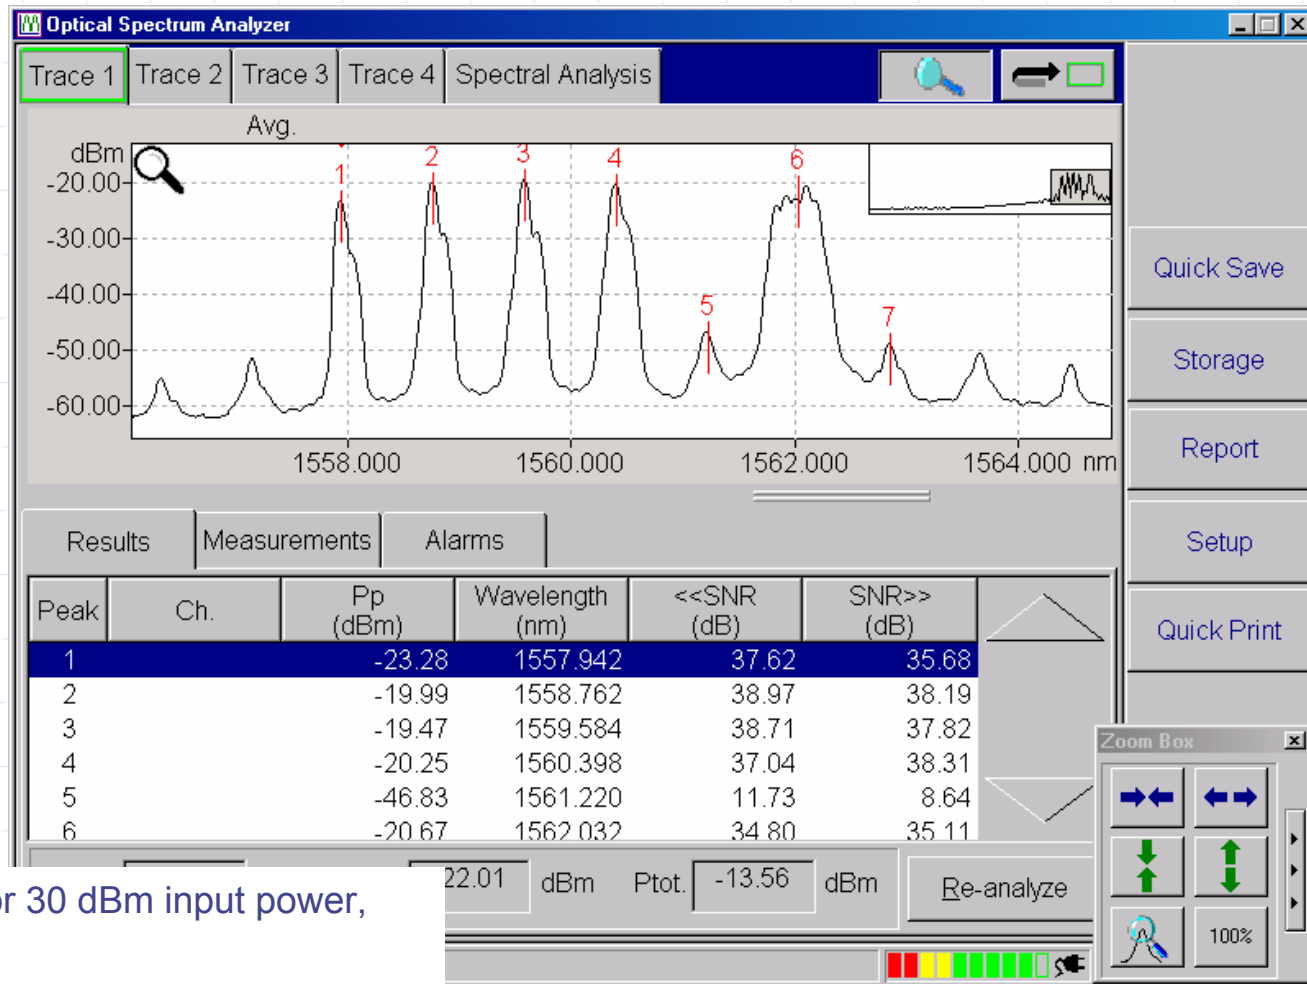 Optical Spectrum Analyzer
Trace 1 Trace 2 Trace 3 Trace 4 Spectral Analysis
Avg.
dBm
-20.00
-30.00
-40.00
-50.00
-60.00
1 2 3 4 5 6 7
1558.000 1560.000 1562.000 1564.000 nm
Quick Save
Storage
Report
Setup
Quick Print
Results Measurements Alarms
Peak Ch. Pp (dBm) Wavelength (nm) <<SNR (dB) SNR>> (dB)
1 -23.28 1557.942 37.62 35.68
2 -19.99 1558.762 38.97 38.19
3 -19.47 1559.584 38.71 37.82
4 -20.25 1560.398 37.04 38.31
5 -46.83 1561.220 11.73 8.64
6 -20.67 1562.032 34.80 35.11
22.01 dBm Ptot. -13.56 dBm Re-analyze
Zoom Box
100%
r 30 dBm input power,